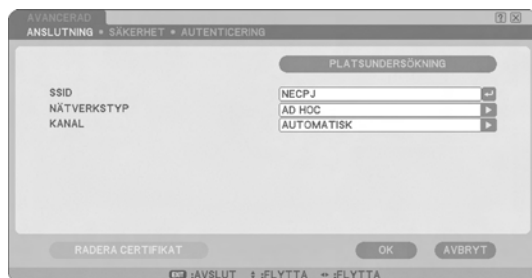 AVANCERAD
ANSLUTNING • SÄKERHET • AUTENTICERING
PLATSUNDERSÖKNING
SSID NECPJ
NÄTVERKSTYP AD HOC
KANAL AUTOMATISK
RADERA CERTIFIKAT OK AVBRYT
EXIT :AVSLUT :FLYTTA :FLYTTA